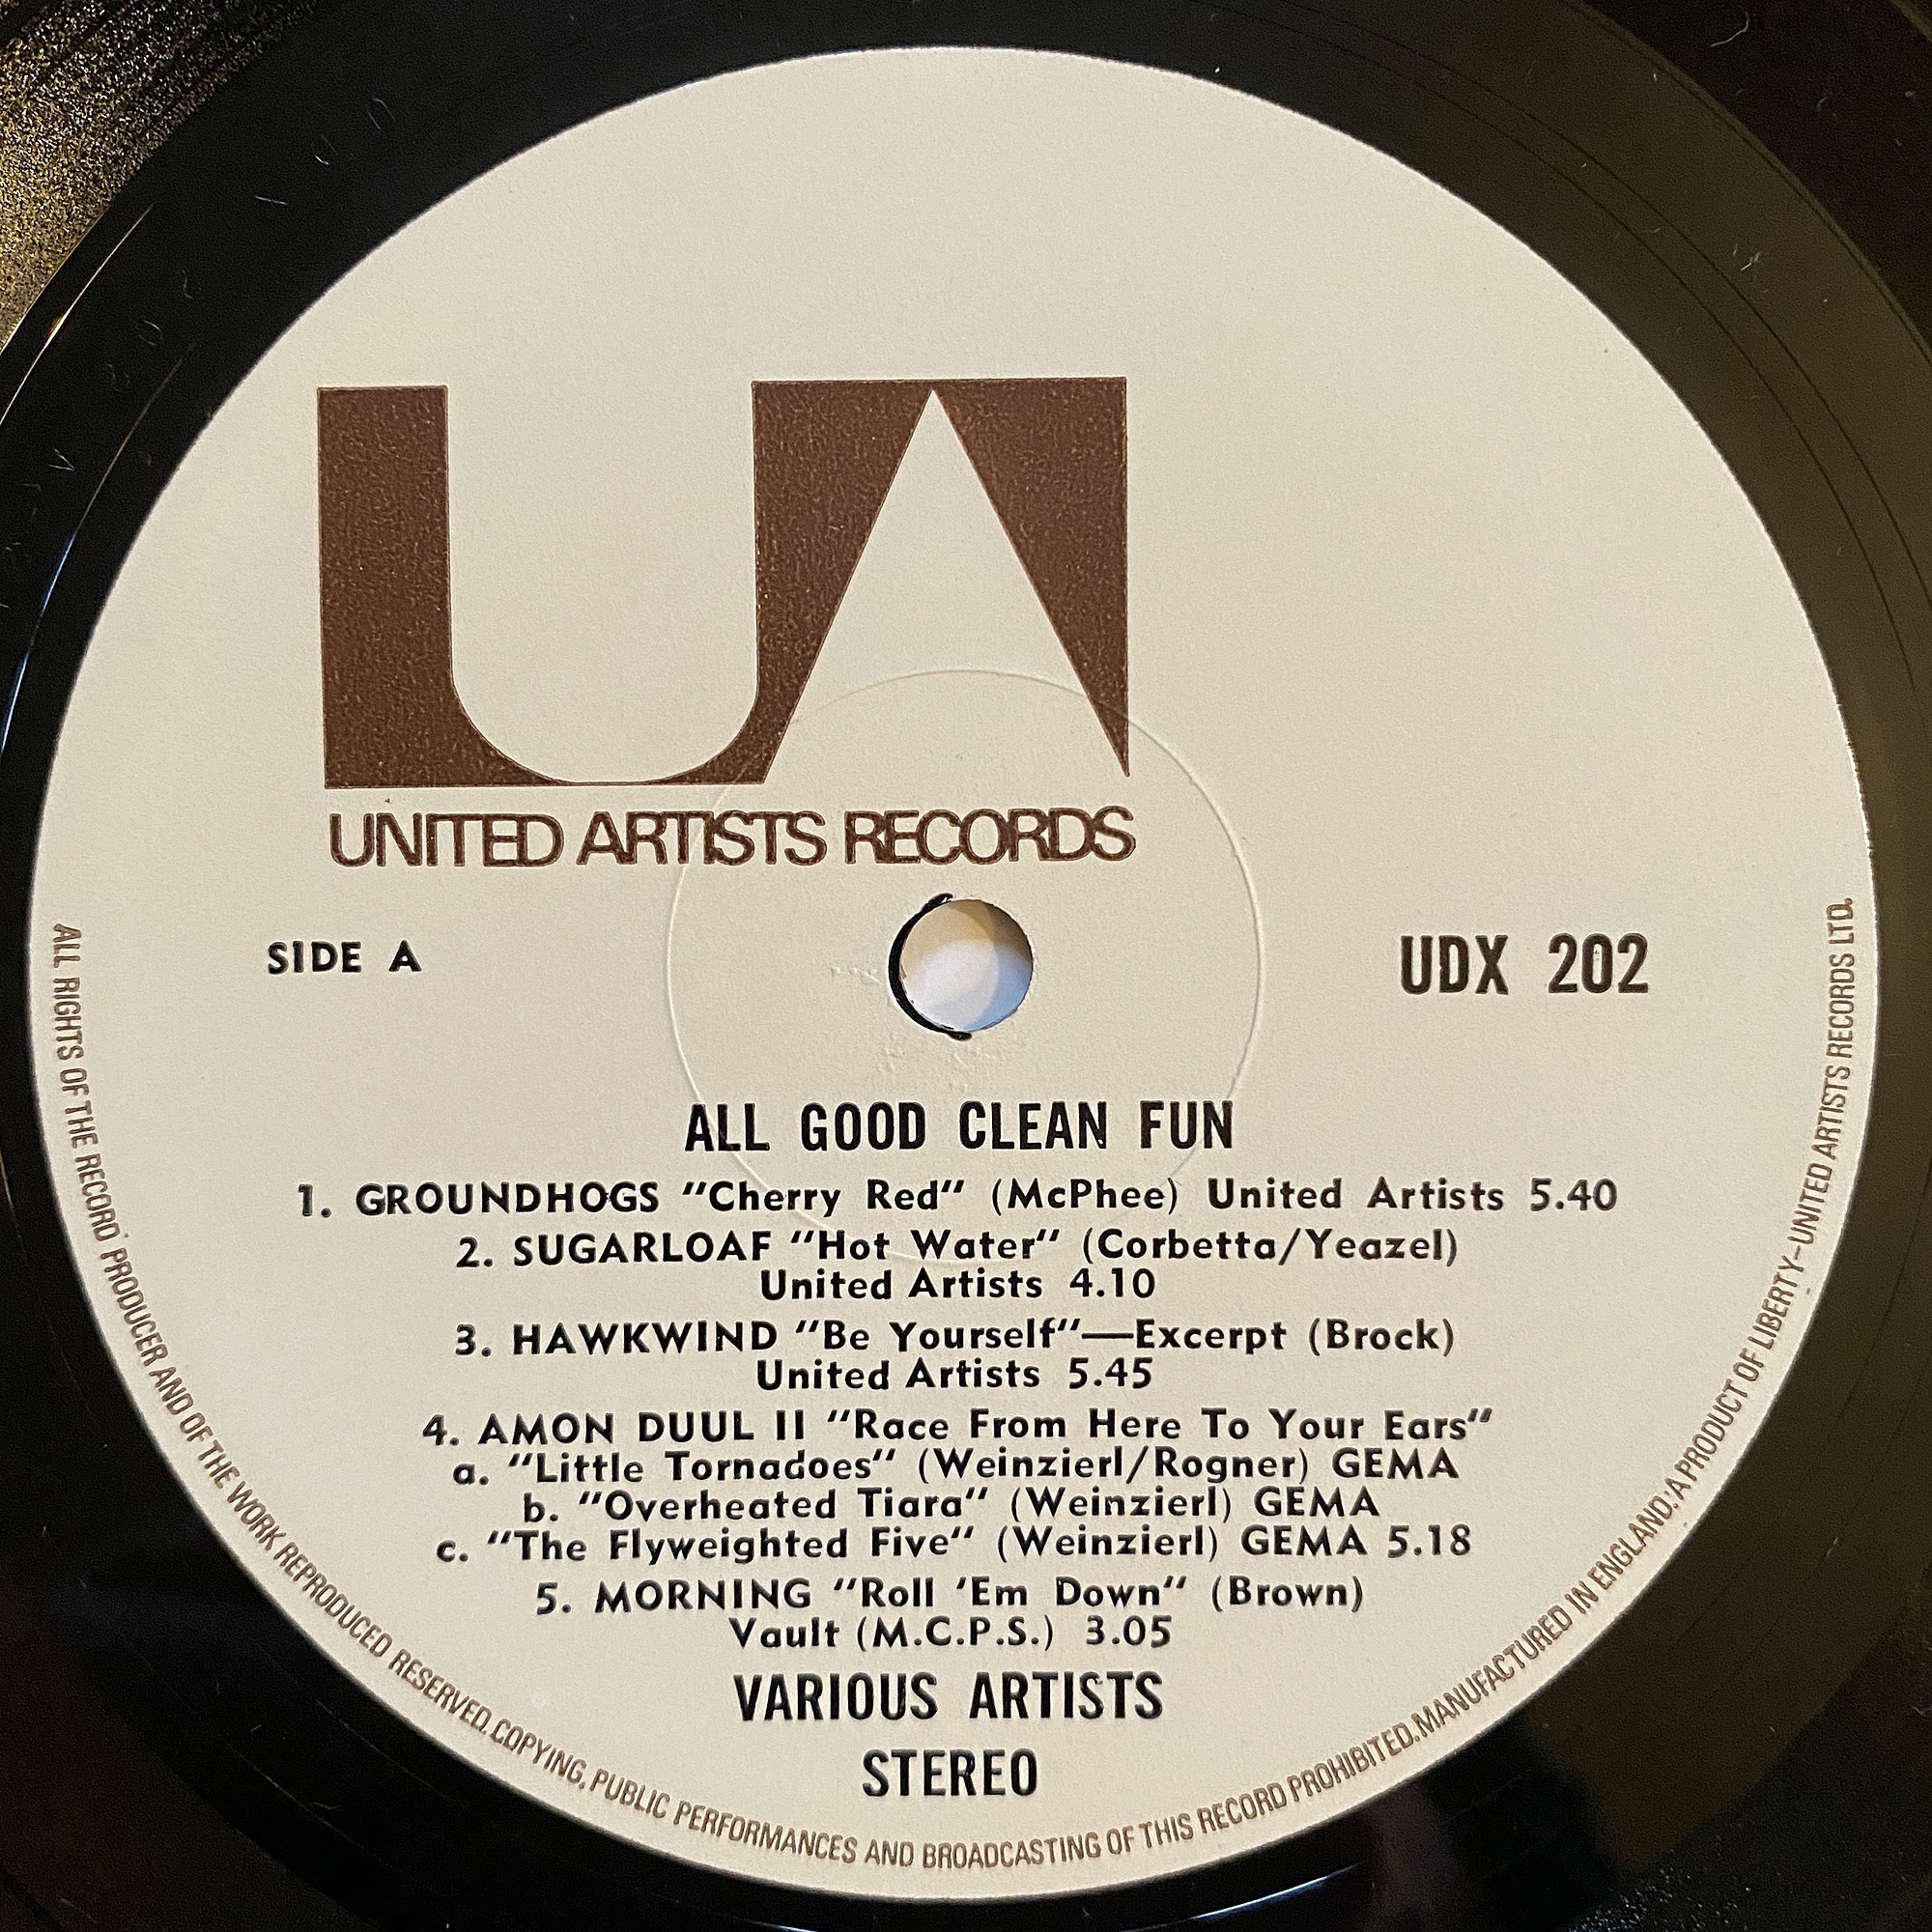 UA
UNITED ARTISTS RECORDS
SIDE A
UDX 202
ALL GOOD CLEAN FUN
1. GROUNDHOGS "Cherry Red" (McPhee) United Artists 5.40
2. SUGARLOAF "Hot Water" (Corbetta/Yeazel)
United Artists 4.10
3. HAWKWIND "Be Yourself"—Excerpt (Brock)
United Artists 5.45
4. AMON DUUL II "Race From Here To Your Ears"
a. "Little Tornadoes" (Weinzierl/Rogner) GEMA
b. "Overheated Tiara" (Weinzierl) GEMA
c. "The Flyweighted Five" (Weinzierl) GEMA 5.18
5. MORNING "Roll 'Em Down" (Brown)
Vault (M.C.P.S.) 3.05
VARIOUS ARTISTS
STEREO
ALL RIGHTS OF THE RECORD PRODUCER AND OF THE WORK REPRODUCED RESERVED. COPYING, PUBLIC PERFORMANCES AND BROADCASTING OF THIS RECORD PROHIBITED. MANUFACTURED IN ENGLAND: A PRODUCT OF LIBERTY-UNITED ARTISTS RECORDS LTD.